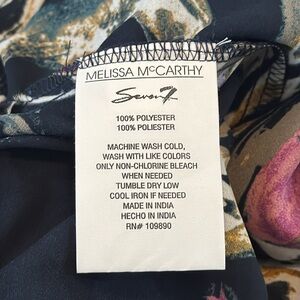 MELISSA McCARTHY
Seven7
100% POLYESTER
100% POLIESTER
MACHINE WASH COLD,
WASH WITH LIKE COLORS
ONLY NON-CHLORINE BLEACH
WHEN NEEDED
TUMBLE DRY LOW
COOL IRON IF NEEDED
MADE IN INDIA
HECHO EN INDIA
RN# 109890